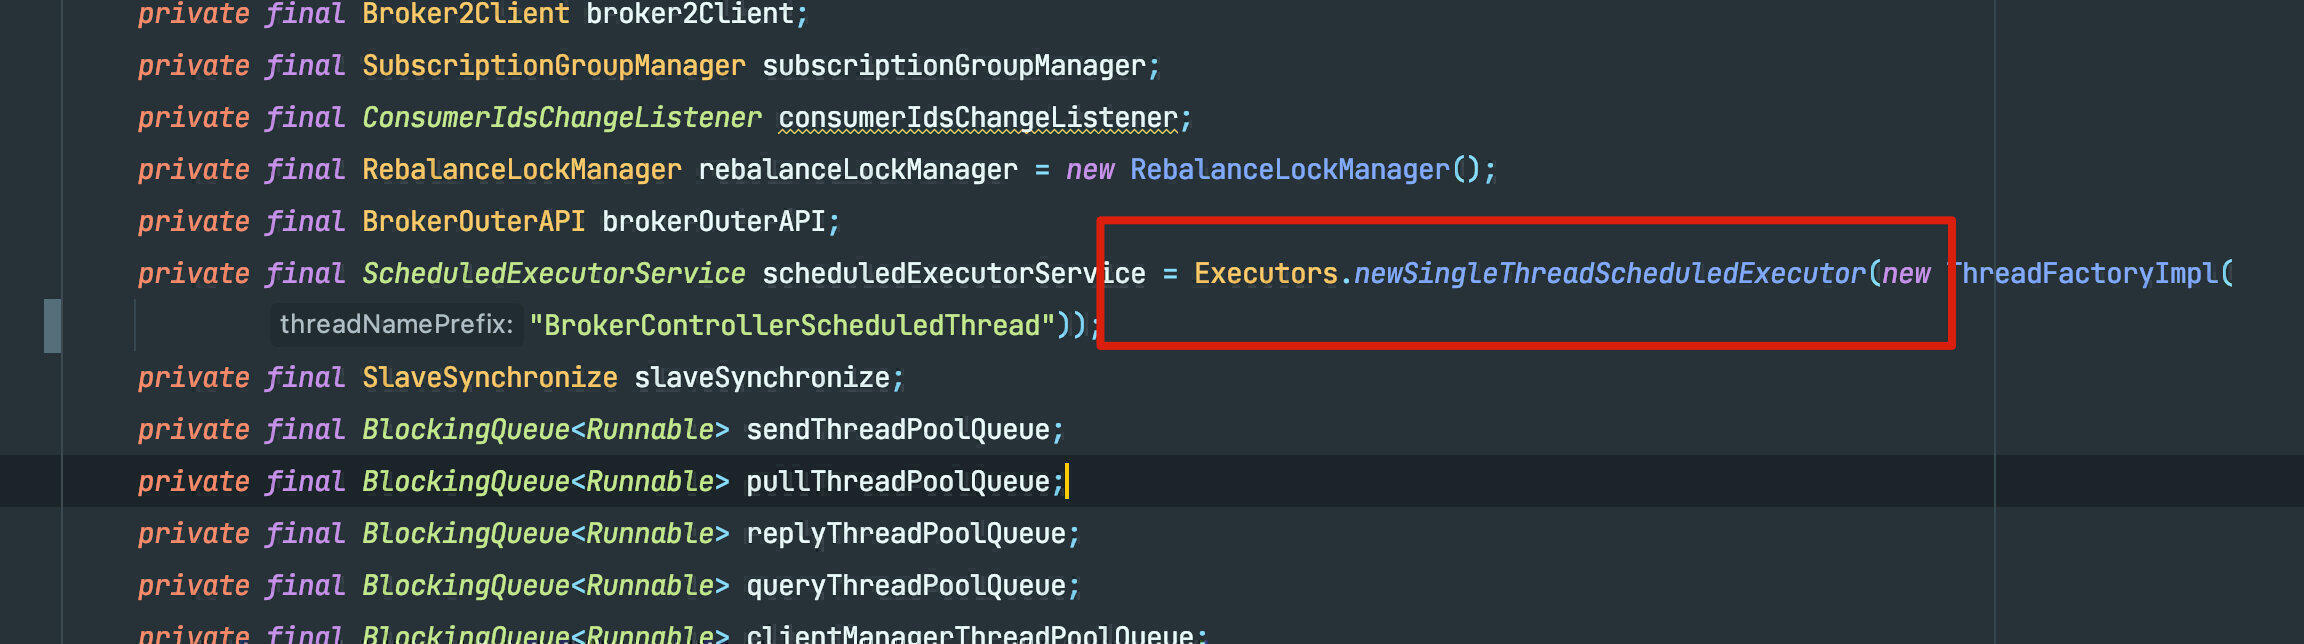 private final Broker2Client broker2Client;
private final SubscriptionGroupManager subscriptionGroupManager;
private final ConsumerIdsChangeListener consumerIdsChangeListener;
private final RebalanceLockManager rebalanceLockManager = new RebalanceLockManager();
private final BrokerOuterAPI brokerOuterAPI;
private final ScheduledExecutorService scheduledExecutorService = Executors.newSingleThreadScheduledExecutor(new ThreadFactoryImpl(
threadNamePrefix: "BrokerControllerScheduledThread"));
private final SlaveSynchronize slaveSynchronize;
private final BlockingQueue<Runnable> sendThreadPoolQueue;
private final BlockingQueue<Runnable> pullThreadPoolQueue;
private final BlockingQueue<Runnable> replyThreadPoolQueue;
private final BlockingQueue<Runnable> queryThreadPoolQueue;
private final BlockingQueue<Runnable> clientManagerThreadPoolQueue;